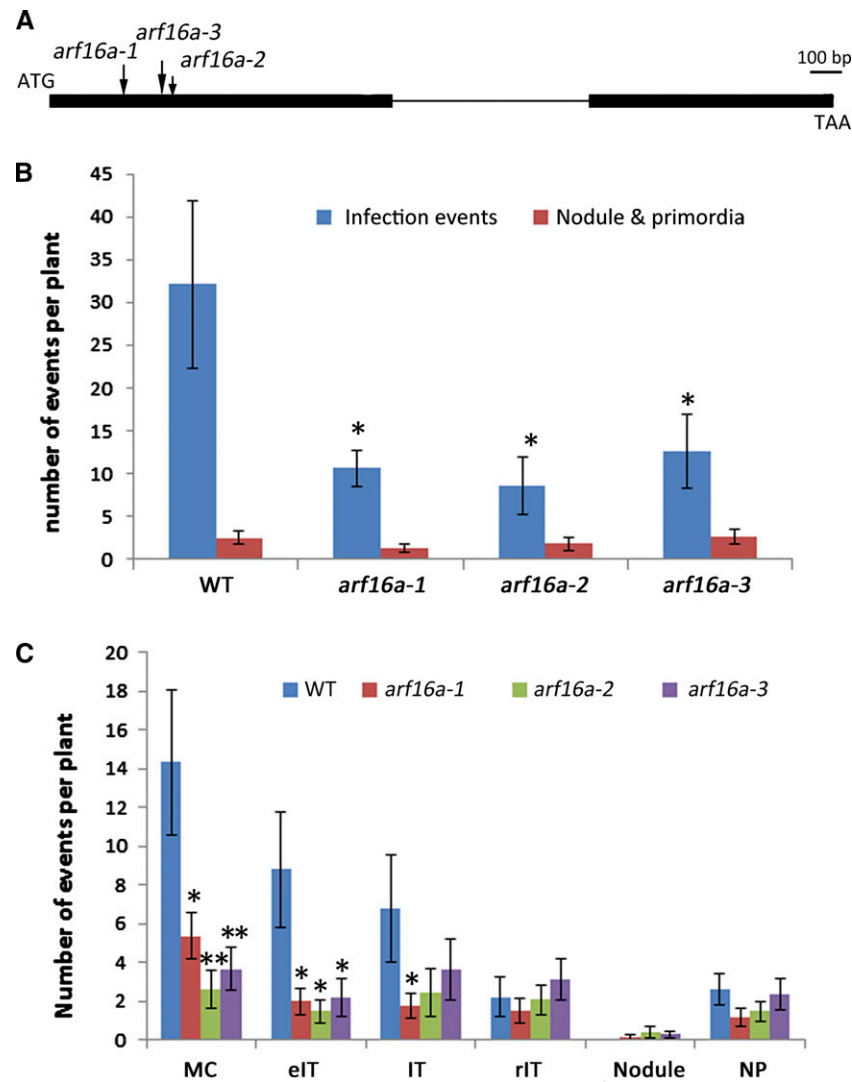 A
arf16a-1
arf16a-3
arf16a-2
ATG
100 bp
TAA
B
number of events per plant
45
40
35
30
25
20
15
10
5
0
Infection events
Nodule & primordia
*
*
*
WT
arf16a-1
arf16a-2
arf16a-3
C
Number of events per plant
20
18
16
14
12
10
8
6
4
2
0
WT
arf16a-1
arf16a-2
arf16a-3
*
**
**
*
*
*
*
MC
eIT
IT
rIT
Nodule
NP